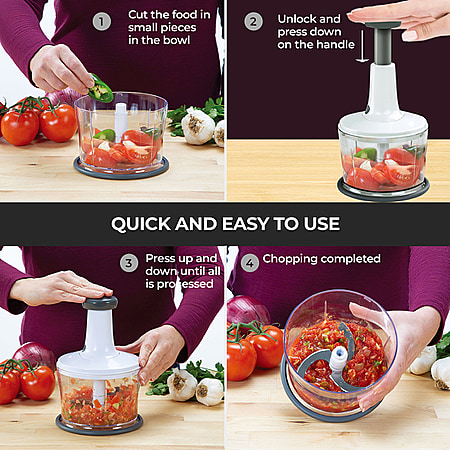 1
Cut the food in
small pieces
in the bowl
2
Unlock and
press down
on the handle
QUICK AND EASY TO USE
3
Press up and
down until all
is processed
4
Chopping completed